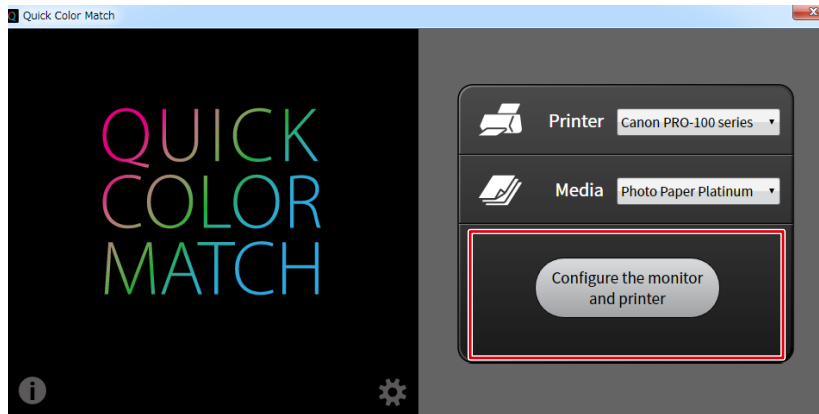 Quick Color Match
QUICK
COLOR
MATCH
Printer
Canon PRO-100 series
Media
Photo Paper Platinum
Configure the monitor
and printer